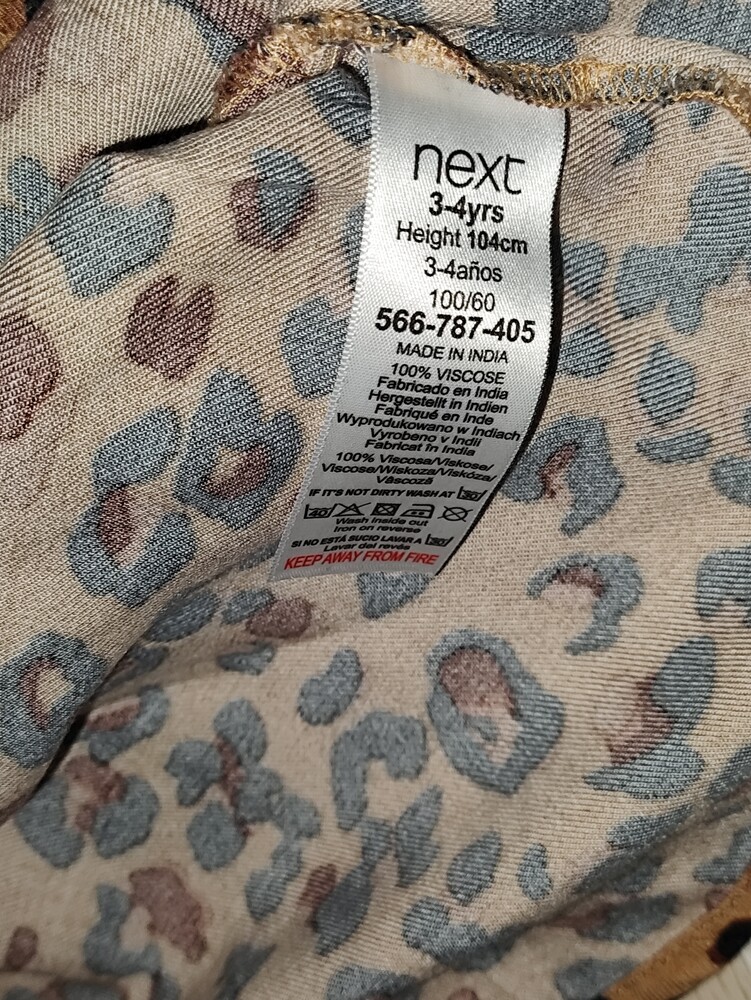 next
3-4yrs
Height 104cm
3-4años
100/60
566-787-405
MADE IN INDIA
100% VISCOSE
Fabricado en India
Hergestellt in Indien
Fabriqué en Inde
Wyprodukowano w Indiach
Vyrobeno v Indii
Fabricat în India
100% Viscosa/Viskose/
Viscose/Wiskoza/Viskóza/
Vâscoză
IF IT'S NOT DIRTY WASH AT 30
40
Wash inside out
Iron on reverse
SI NO ESTÁ SUCIO LAVAR A 30
Lavar del revés
KEEP AWAY FROM FIRE